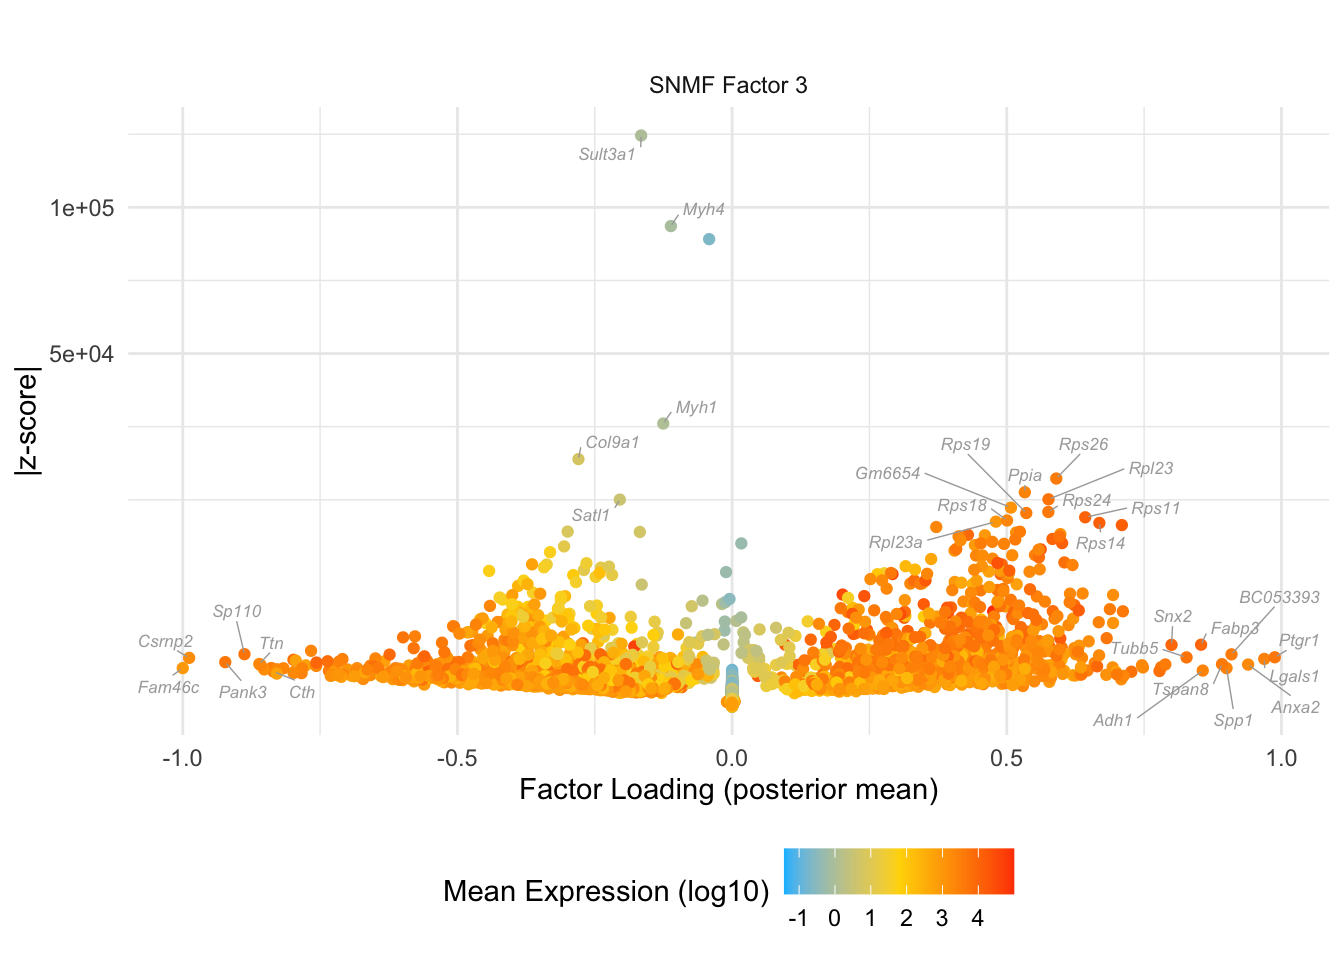 SNMF Factor 3
Sult3a1
1e+05
Myh4
5e+04
Myh1
Col9a1
Rps19
Rps26
Gm6654
Ppia
Rpl23
Satl1
Rps18
Rps24
Rps11
Rpl23a
Rps14
Sp110
BC053393
Snx2
Fabp3
Csrnp2
Ttn
Tubb5
Ptgr1
Fam46c
Pank3
Cth
Tspan8
Lgals1
Adh1
Spp1
Anxa2
|z-score|
-1.0 -0.5 0.0 0.5 1.0
Factor Loading (posterior mean)
Mean Expression (log10)
-1 0 1 2 3 4